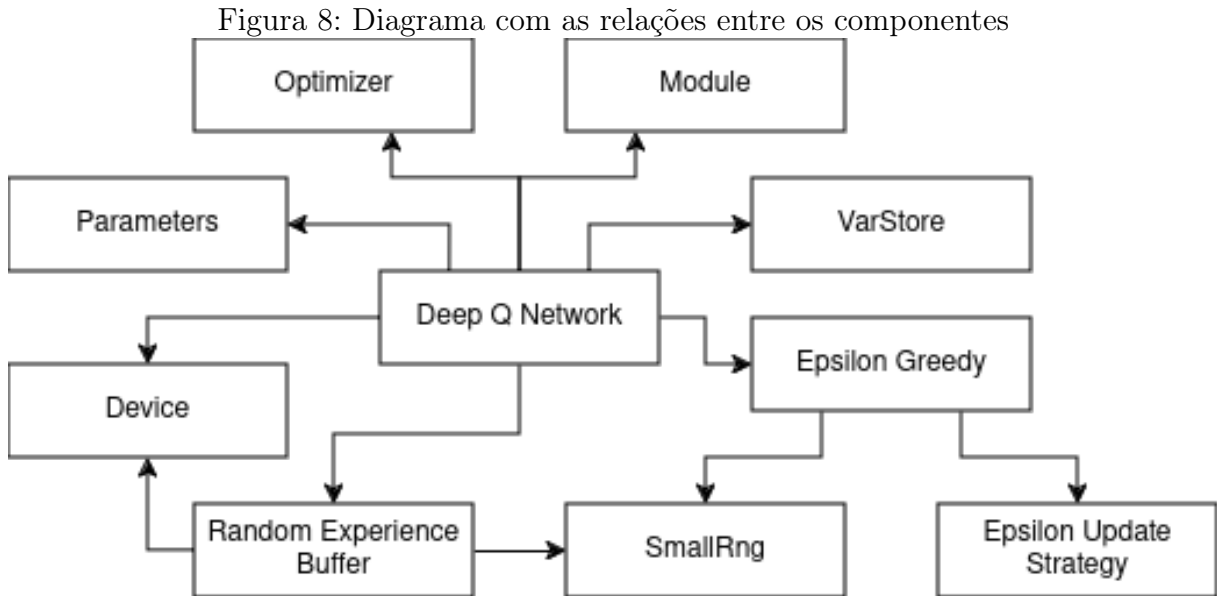 Figura 8: Diagrama com as relações entre os componentes
Optimizer
Module
Parameters
VarStore
Deep Q Network
Epsilon Greedy
Device
Random Experience
Buffer
SmallRng
Epsilon Update
Strategy